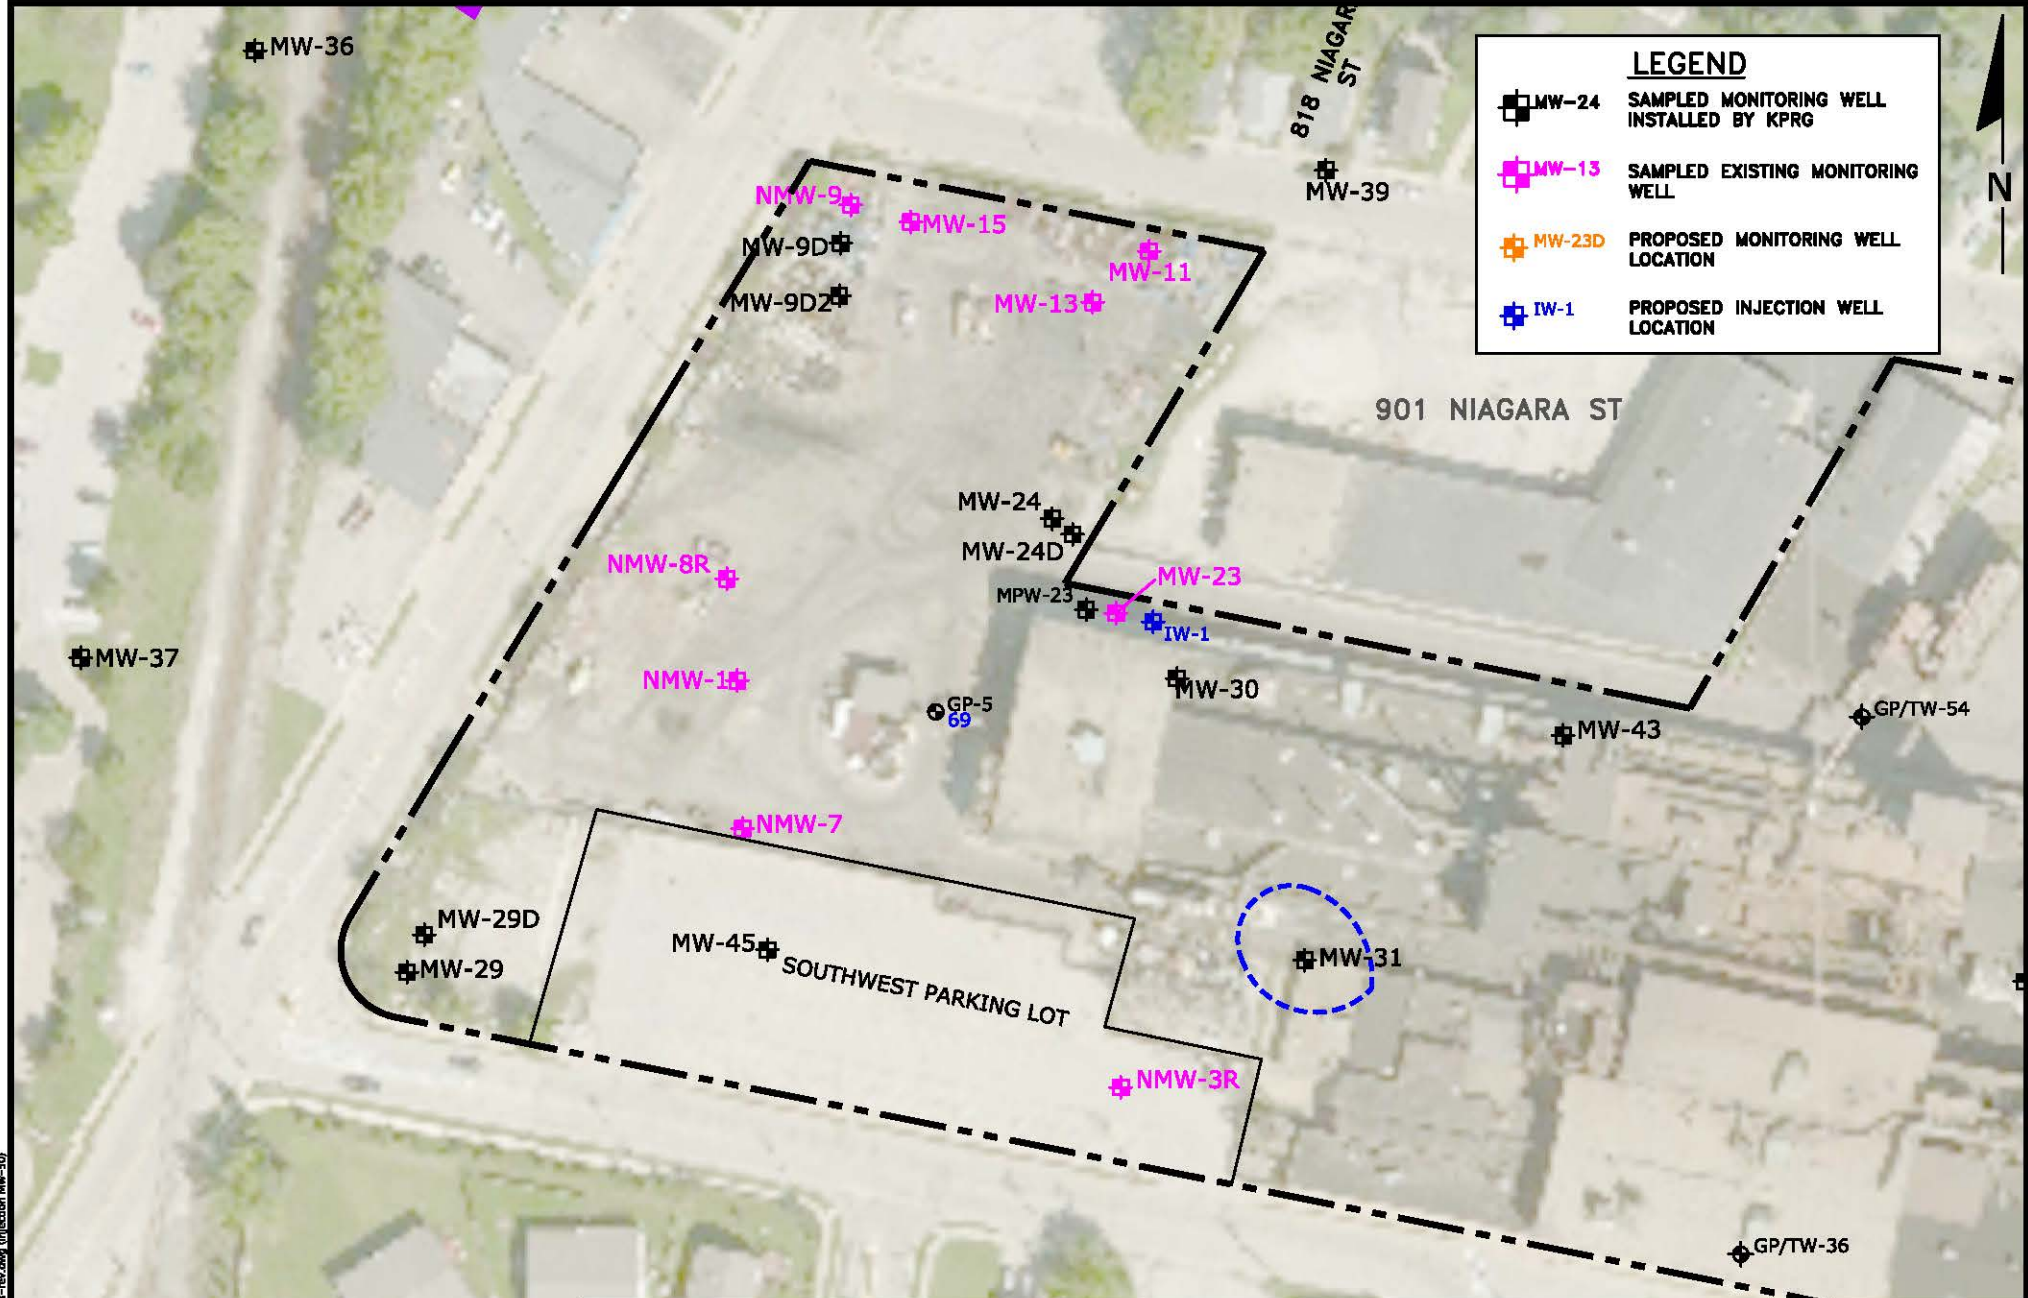 MW-36
818 NIAGAR
ST
LEGEND
MW-24 SAMPLED MONITORING WELL
INSTALLED BY KPRG
MW-13 SAMPLED EXISTING MONITORING
WELL
MW-23D PROPOSED MONITORING WELL
LOCATION
IW-1 PROPOSED INJECTION WELL
LOCATION
N
MW-39
NMW-9
MW-15
MW-9D
MW-11
MW-9D2
MW-13
901 NIAGARA ST
MW-24
MW-24D
NMW-8R
MW-23
MPW-23
IW-1
MW-37
NMW-1
MW-30
GP-5
69
GP/TW-54
MW-43
NMW-7
MW-29D
MW-45
MW-31
MW-29
SOUTHWEST PARKING LOT
NMW-3R
GP/TW-36